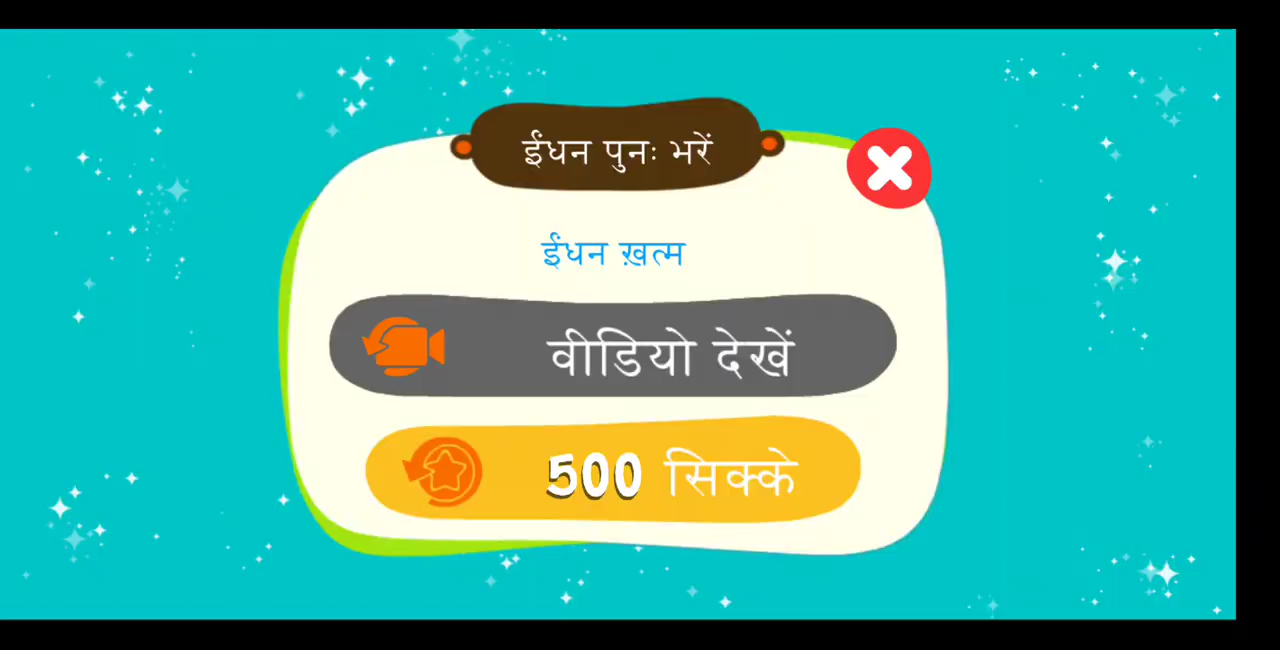 ईंधन पुनः भरें
ईंधन ख़त्म
वीडियो देखें
500 सिक्के